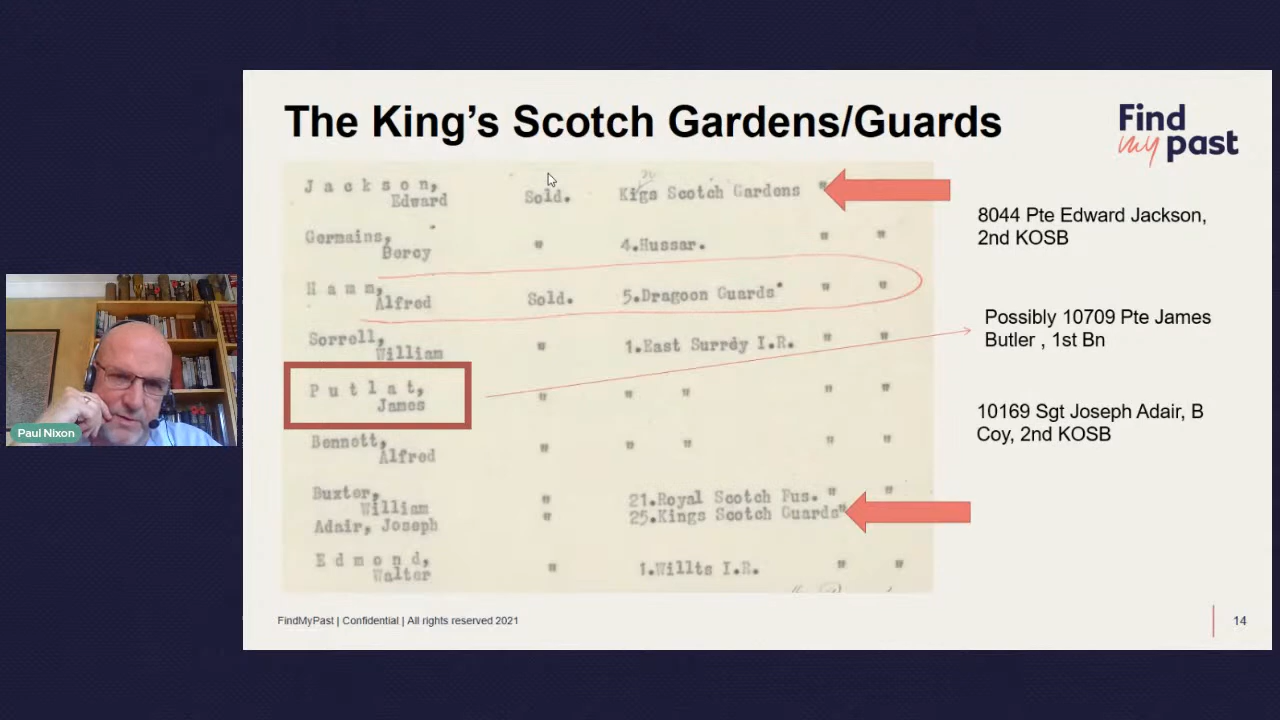 The King's Scotch Gardens/Guards
Find
my past
Jackson,
Edward Sold. Kigs Scotch Gardens "
Germains,
Bercy " 4.Hussar. " "
Hamm,
Alfred Sold. 5.Dragoon Guards " "
Sorrell,
William " 1.East Surrey I.R. " "
Putlat,
James " " " " "
Bennett,
Alfred " " " " "
Buxter,
William " 21.Royal Scotch Fus. " "
Adair, Joseph " 25.Kings Scotch Guards "
Edmond,
Walter " 1.Willts I.R. " "
8044 Pte Edward Jackson,
2nd KOSB
Possibly 10709 Pte James
Butler , 1st Bn
10169 Sgt Joseph Adair, B
Coy, 2nd KOSB
Paul Nixon
FindMyPast | Confidential | All rights reserved 2021
14